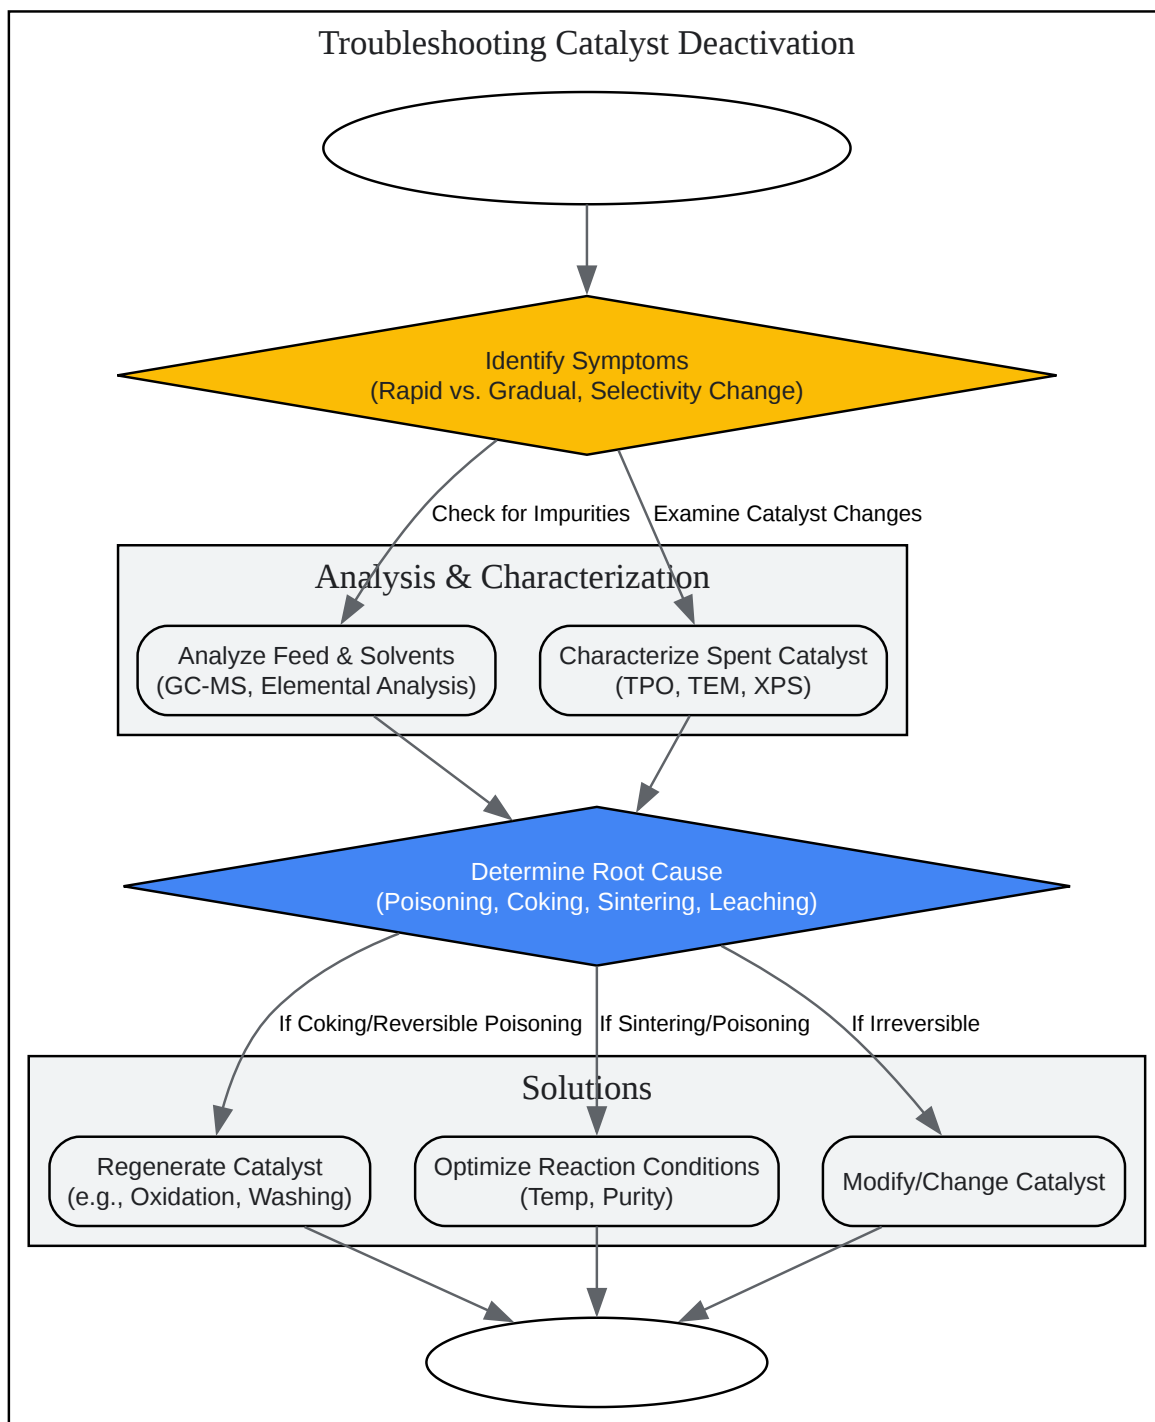 Troubleshooting Catalyst Deactivation
Identify Symptoms
(Rapid vs. Gradual, Selectivity Change)
Check for Impurities
Examine Catalyst Changes
Analysis & Characterization
Analyze Feed & Solvents
(GC-MS, Elemental Analysis)
Characterize Spent Catalyst
(TPO, TEM, XPS)
Determine Root Cause
(Poisoning, Coking, Sintering, Leaching)
If Coking/Reversible Poisoning
If Sintering/Poisoning
If Irreversible
Solutions
Regenerate Catalyst
(e.g., Oxidation, Washing)
Optimize Reaction Conditions
(Temp, Purity)
Modify/Change Catalyst